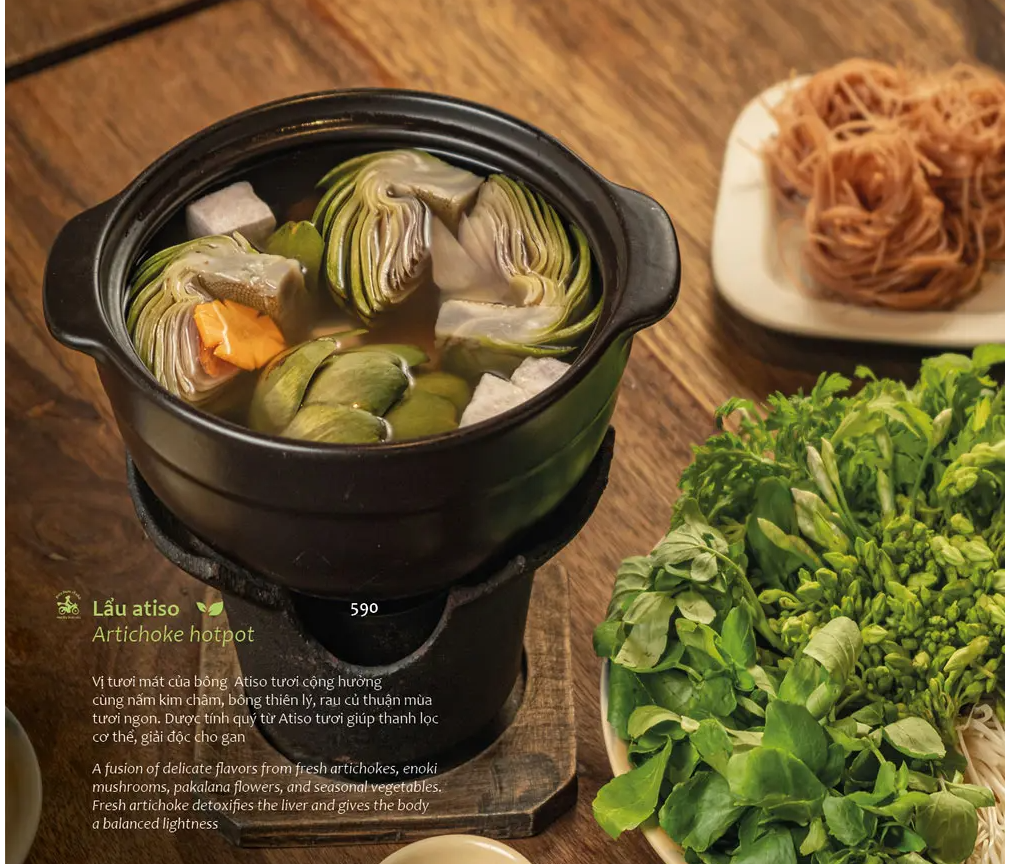 Lẩu atiso
590
Artichoke hotpot
Vị tươi mát của bông Atiso tươi cộng hưởng
cùng nấm kim châm, bông thiên lý, rau củ thuận mùa
tươi ngon. Dược tính quý từ Atiso tươi giúp thanh lọc
cơ thể, giải độc cho gan
A fusion of delicate flavors from fresh artichokes, enoki
mushrooms, pakalana flowers, and seasonal vegetables.
Fresh artichoke detoxifies the liver and gives the body
a balanced lightness